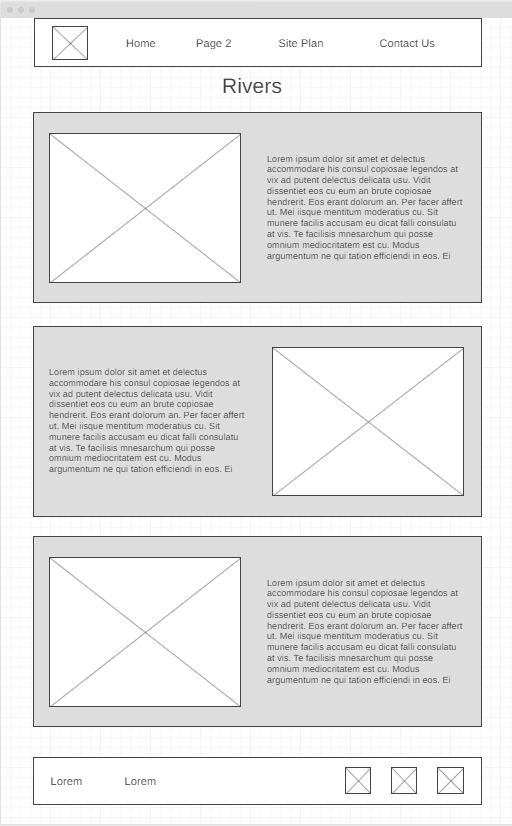 Home Page 2 Site Plan Contact Us
Rivers
Lorem ipsum dolor sit amet et delectus
accommodare his consul copiosae legendos at
vix ad putent delectus delicata usu. Vidit
dissentiet eos cu eum an brute copiosae
hendrerit. Eos erant dolorum an. Per facer affert
ut. Mei iisque mentitum moderatius cu. Sit
munere facilis accusam eu dicat falli consulatu
at vis. Te facilisis mnesarchum qui posse
omnium mediocritatem est cu. Modus
argumentum ne qui tation efficiendi in eos. Ei
Lorem ipsum dolor sit amet et delectus
accommodare his consul copiosae legendos at
vix ad putent delectus delicata usu. Vidit
dissentiet eos cu eum an brute copiosae
hendrerit. Eos erant dolorum an. Per facer affert
ut. Mei iisque mentitum moderatius cu. Sit
munere facilis accusam eu dicat falli consulatu
at vis. Te facilisis mnesarchum qui posse
omnium mediocritatem est cu. Modus
argumentum ne qui tation efficiendi in eos. Ei
Lorem ipsum dolor sit amet et delectus
accommodare his consul copiosae legendos at
vix ad putent delectus delicata usu. Vidit
dissentiet eos cu eum an brute copiosae
hendrerit. Eos erant dolorum an. Per facer affert
ut. Mei iisque mentitum moderatius cu. Sit
munere facilis accusam eu dicat falli consulatu
at vis. Te facilisis mnesarchum qui posse
omnium mediocritatem est cu. Modus
argumentum ne qui tation efficiendi in eos. Ei
Lorem Lorem